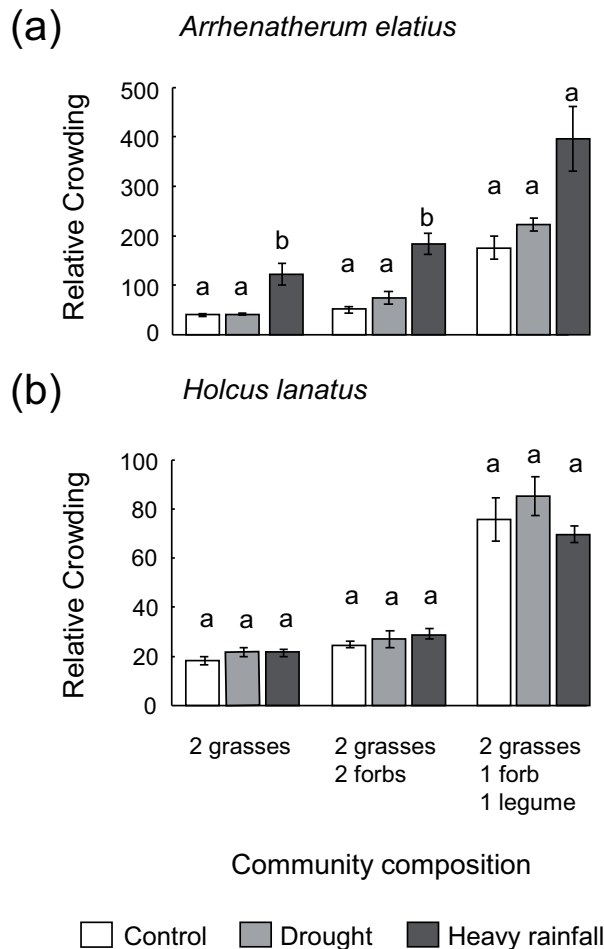 (a) Arrhenatherum elatius
Relative Crowding
500
400
300
200
100
0
a a b
a a b
a a a
(b) Holcus lanatus
Relative Crowding
100
80
60
40
20
0
a a a
a a a
a a a
2 grasses
2 grasses
2 forbs
2 grasses
1 forb
1 legume
Community composition
Control Drought Heavy rainfall